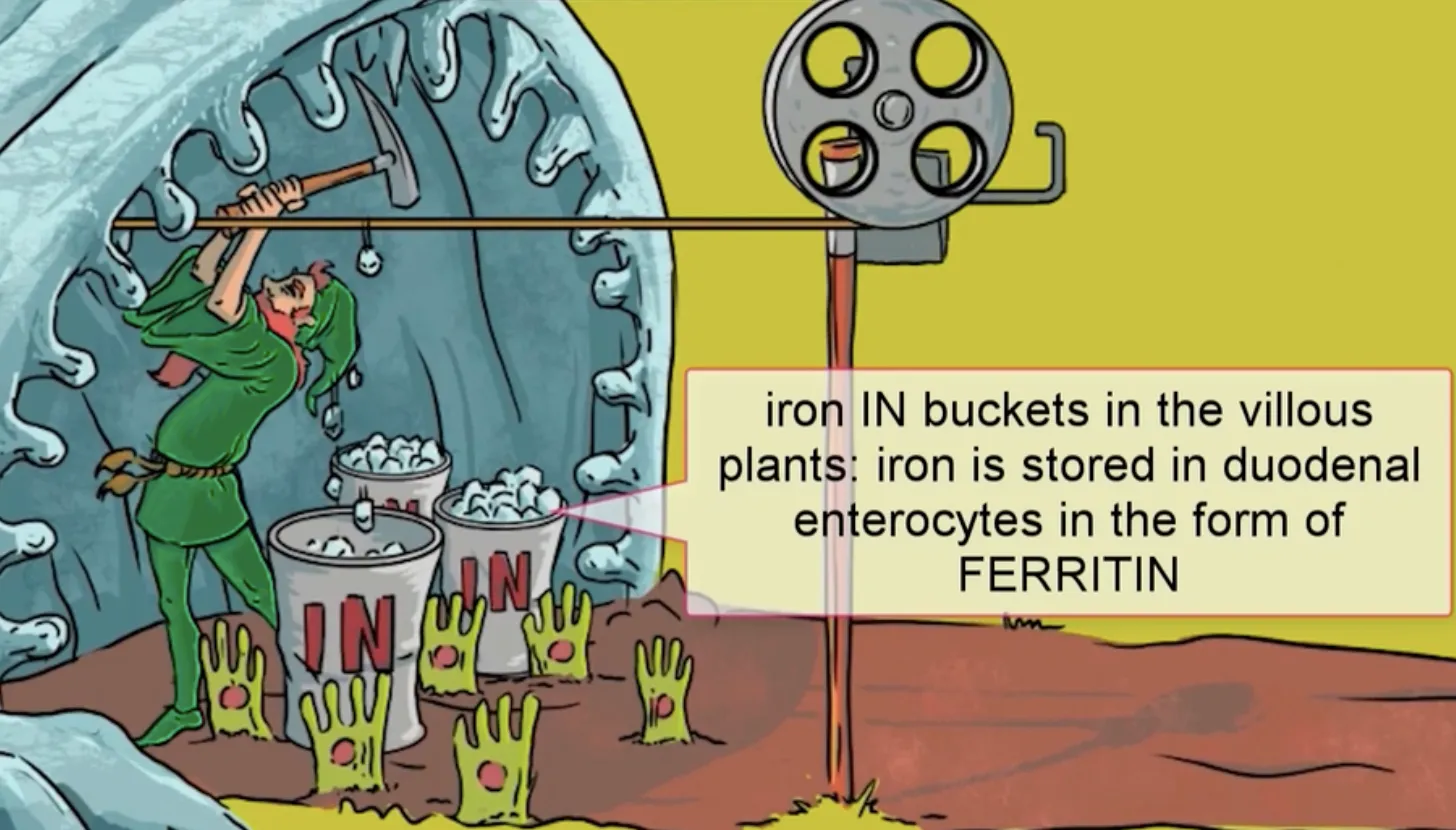 iron IN buckets in the villous
plants: iron is stored in duodenal
enterocytes in the form of
FERRITIN
IN
IN
IN